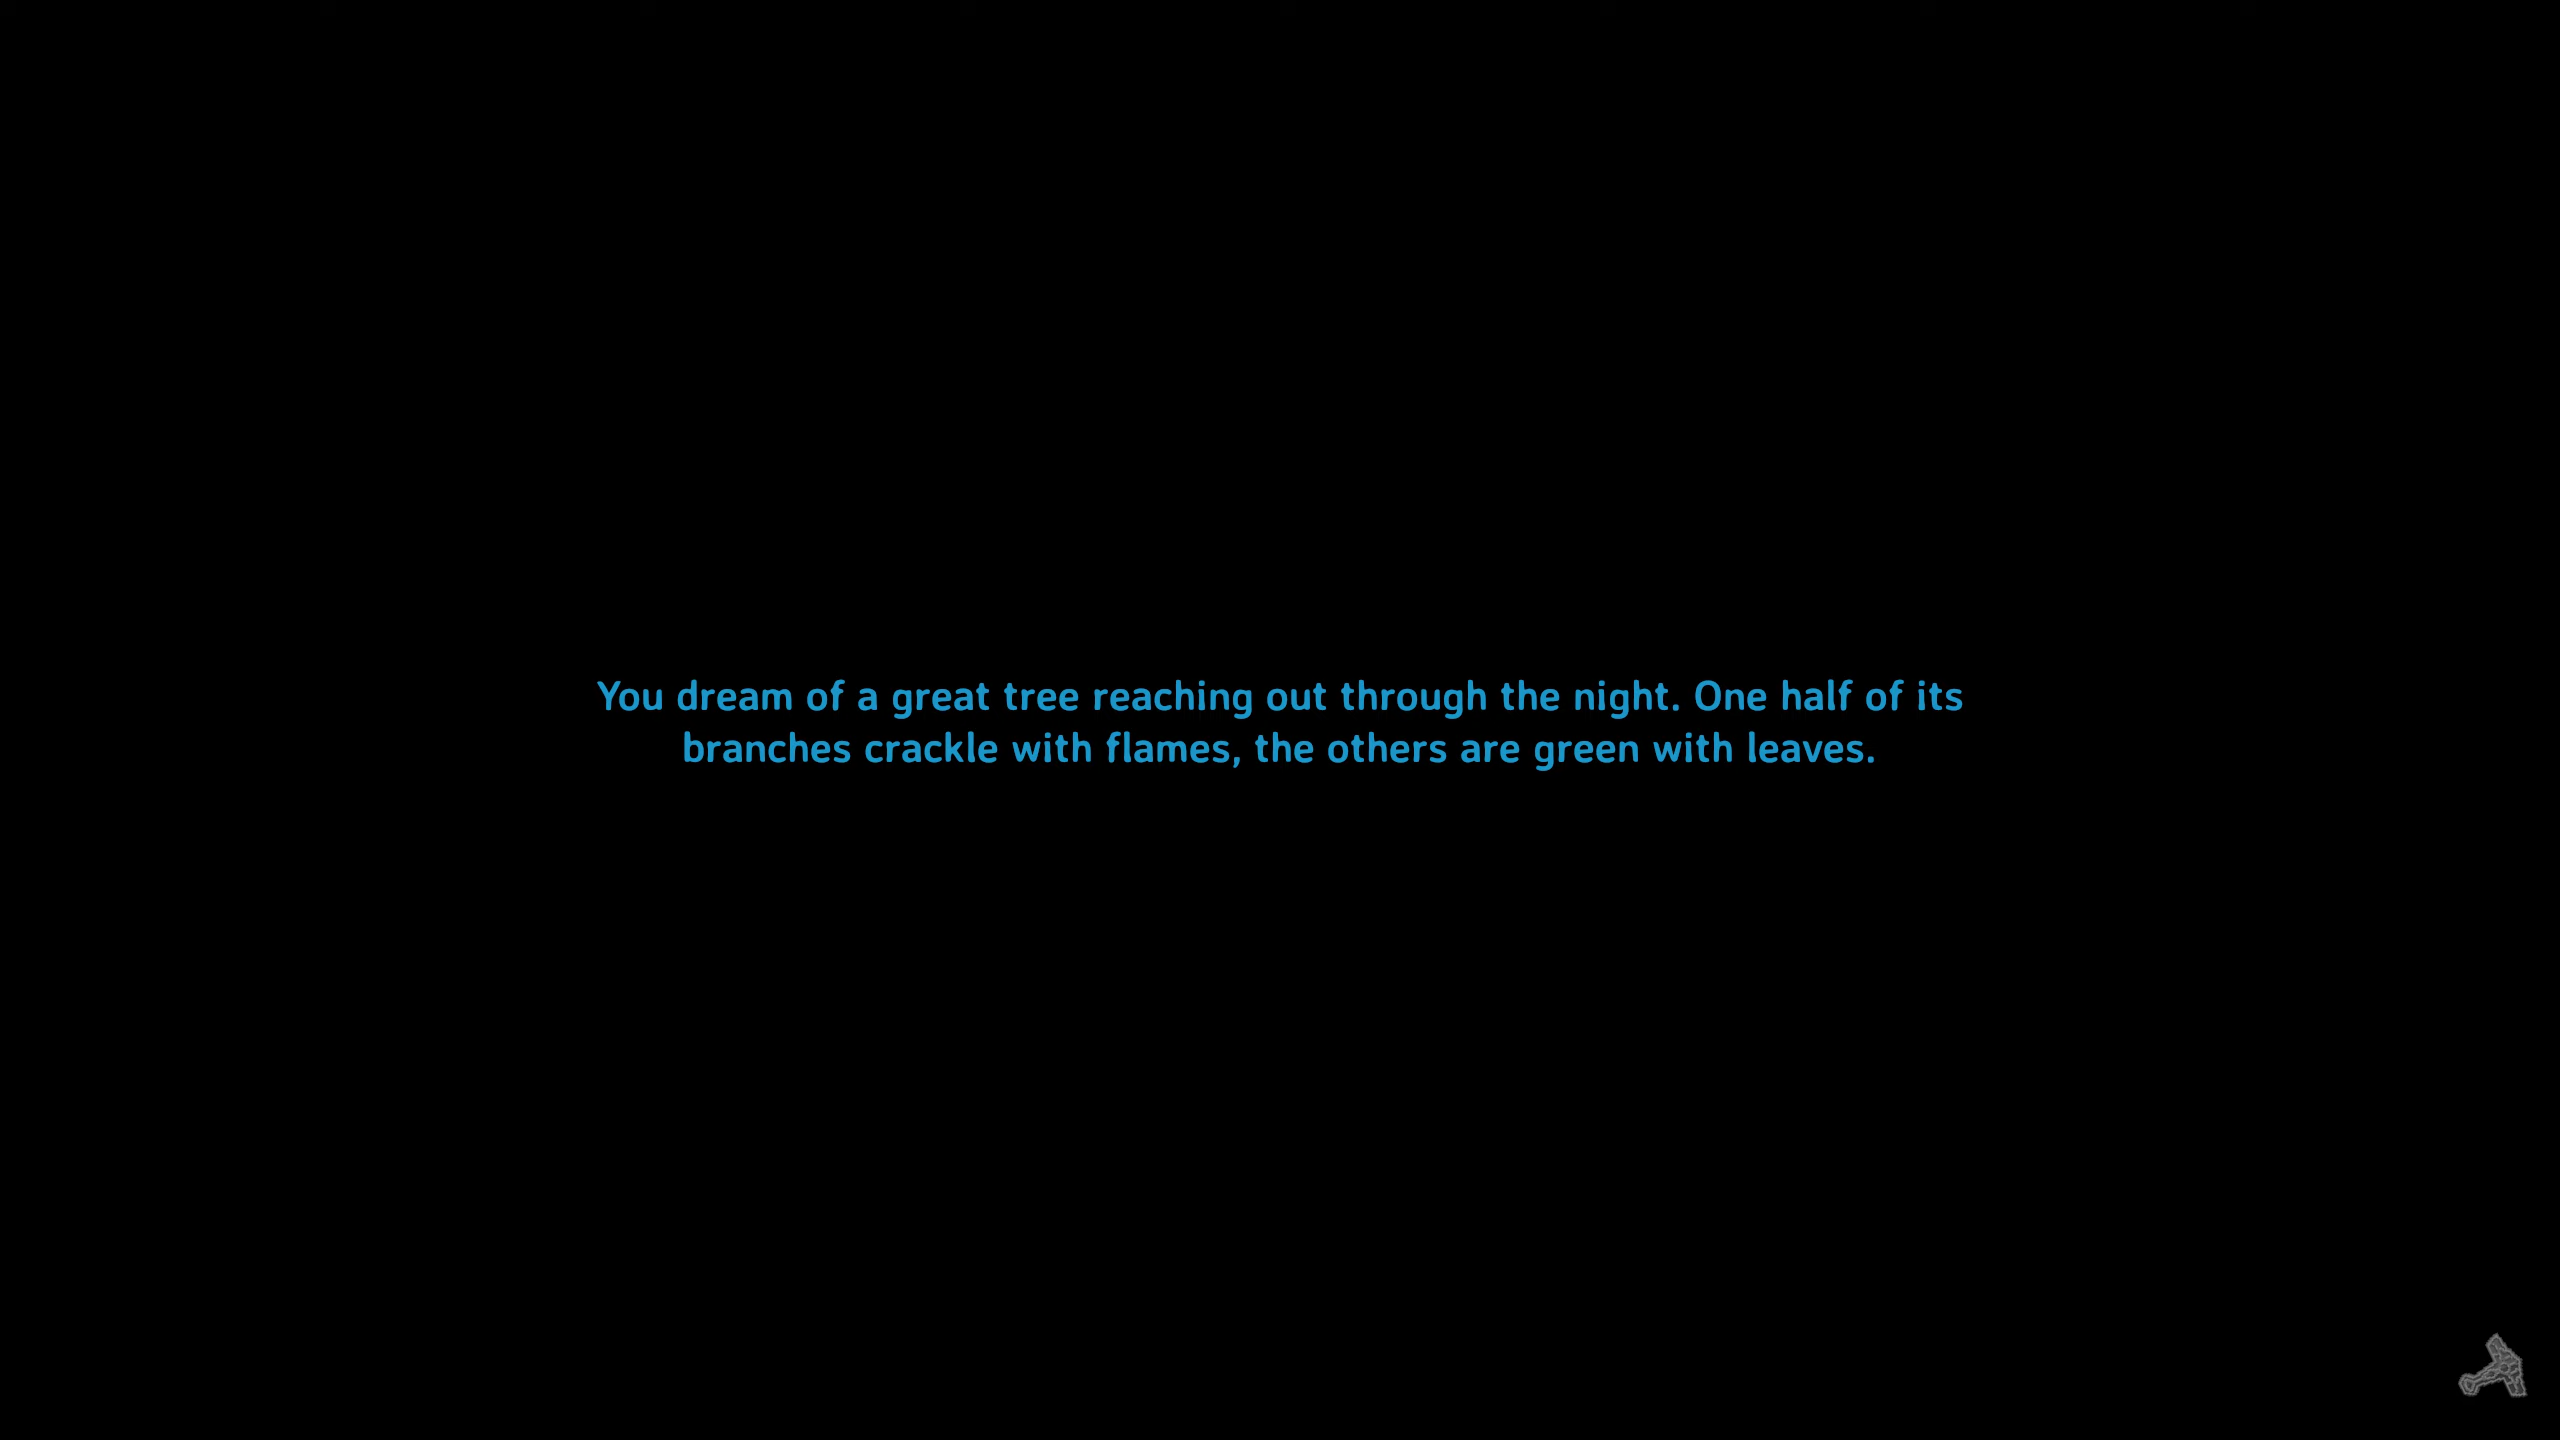 You dream of a great tree reaching out through the night. One half of its
branches crackle with flames, the others are green with leaves.